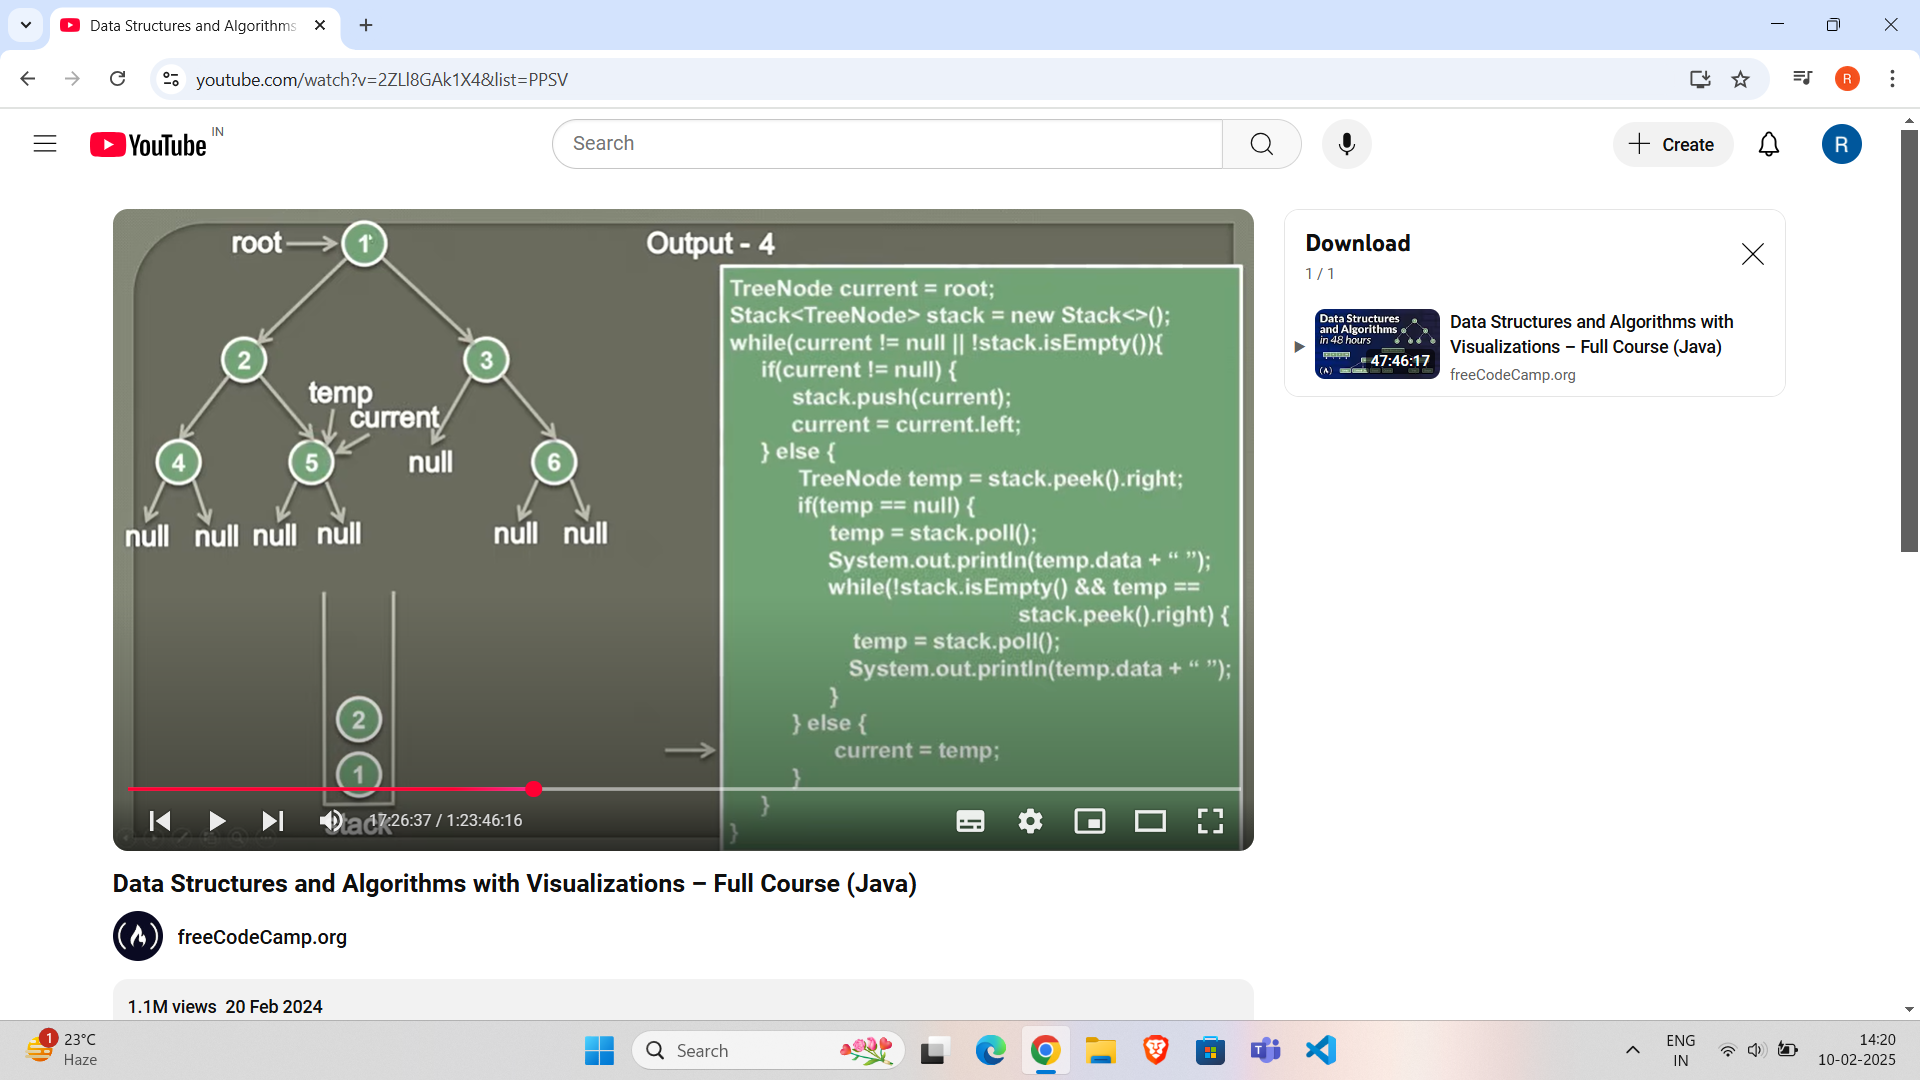 Data Structures and Algorithms
youtube.com/watch?v=2ZLl8GAk1X4&list=PPSV
R
YouTube IN
Search
Create
R
root
1
Output - 4
2
3
temp
current
4
5
null
6
null
null
null
null
null
null
2
1
stack
TreeNode current = root;
Stack<TreeNode> stack = new Stack<>();
while(current != null || !stack.isEmpty()){
if(current != null) {
stack.push(current);
current = current.left;
} else {
TreeNode temp = stack.peek().right;
if(temp == null) {
temp = stack.poll();
System.out.println(temp.data + “ ”);
while(!stack.isEmpty() && temp ==
stack.peek().right) {
temp = stack.poll();
System.out.println(temp.data + “ ”);
}
} else {
current = temp;
}
}
}
17:26:37 / 1:23:46:16
Download
1 / 1
Data Structures
and Algorithms
in 48 hours
47:46:17
Data Structures and Algorithms with
Visualizations – Full Course (Java)
freeCodeCamp.org
Data Structures and Algorithms with Visualizations – Full Course (Java)
freeCodeCamp.org
1.1M views 20 Feb 2024
1
23°C
Haze
Search
ENG
IN
14:20
10-02-2025